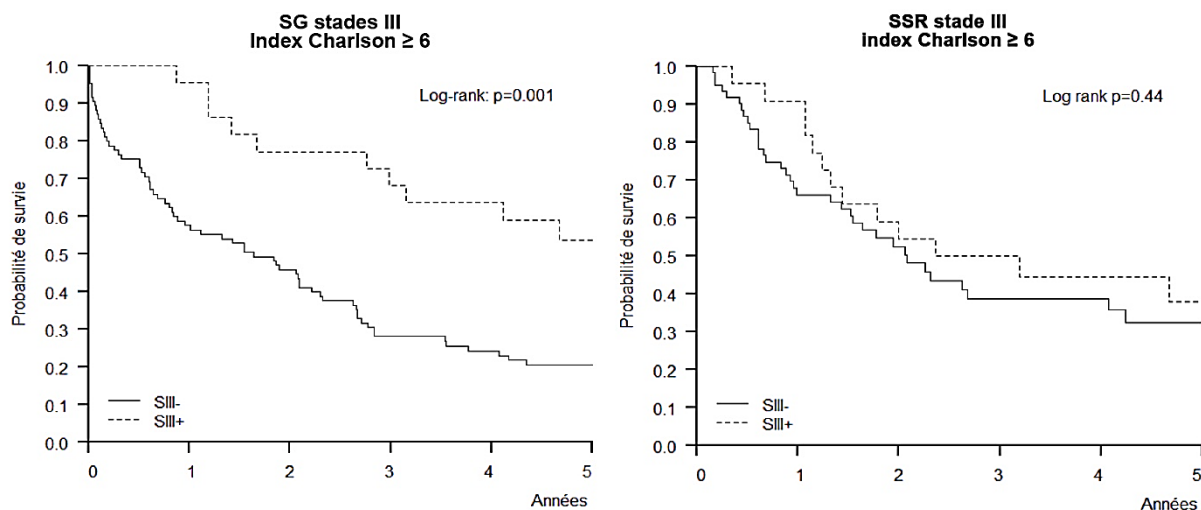 SG stades III
Index Charlson ≥ 6
Log-rank: p=0.001
Probabilité de survie
1.0
0.9
0.8
0.7
0.6
0.5
0.4
0.3
0.2
0.1
0.0
SIII-
SIII+
0 1 2 3 4 5
Années
SSR stade III
index Charlson ≥ 6
Log rank p=0.44
Probabilité de survie
1.0
0.9
0.8
0.7
0.6
0.5
0.4
0.3
0.2
0.1
0.0
SIII-
SIII+
0 1 2 3 4 5
Années